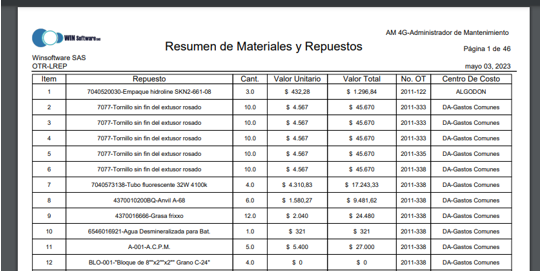 WIN Software SAS
AM 4G-Administrador de Mantenimiento
Resumen de Materiales y Repuestos
Página 1 de 46
Winsoftware SAS
OTR-LREP
mayo 03, 2023
Item Repuesto Cant. Valor Unitario Valor Total No. OT Centro De Costo
1 7040520030-Empaque hidroline SKN2-661-08 3.0 $ 432,28 $ 1.296,84 2011-122 ALGODON
2 7077-Tornillo sin fin del extusor rosado 10.0 $ 4.567 $ 45.670 2011-333 DA-Gastos Comunes
3 7077-Tornillo sin fin del extusor rosado 10.0 $ 4.567 $ 45.670 2011-333 DA-Gastos Comunes
4 7077-Tornillo sin fin del extusor rosado 10.0 $ 4.567 $ 45.670 2011-333 DA-Gastos Comunes
5 7077-Tornillo sin fin del extusor rosado 10.0 $ 4.567 $ 45.670 2011-335 DA-Gastos Comunes
6 7077-Tornillo sin fin del extusor rosado 10.0 $ 4.567 $ 45.670 2011-338 DA-Gastos Comunes
7 7040573138-Tubo fluorescente 32W 4100k 4.0 $ 4.310,83 $ 17.243,33 2011-338 DA-Gastos Comunes
8 4370010200BQ-Anvil A-68 6.0 $ 1.580,27 $ 9.481,62 2011-338 DA-Gastos Comunes
9 4370016666-Grasa frixxo 12.0 $ 2.040 $ 24.480 2011-338 DA-Gastos Comunes
10 6546016921-Agua Desmineralizada para Bat. 1.0 $ 321 $ 321 2011-338 DA-Gastos Comunes
11 A-001-A.C.P.M. 5.0 $ 5.400 $ 27.000 2011-338 DA-Gastos Comunes
12 BLO-001-"Bloque de 8""x2""x2"" Grano C-24" 4.0 $ 0 $ 0 2011-338 DA-Gastos Comunes